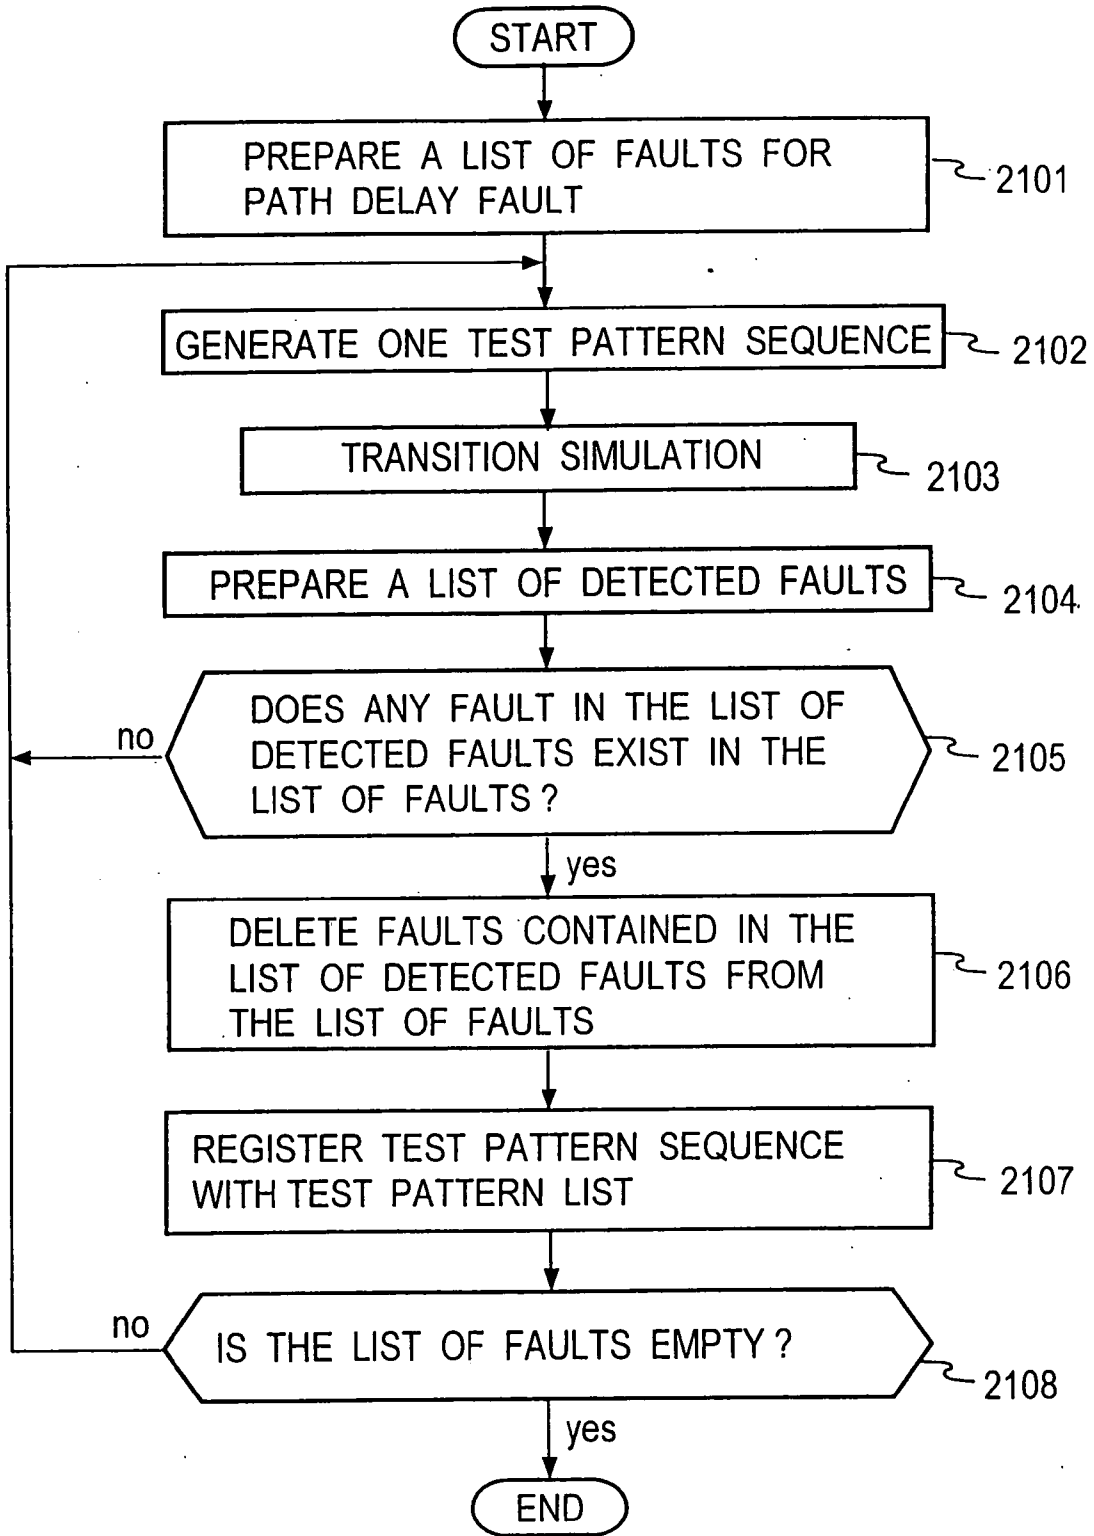 START
PREPARE A LIST OF FAULTS FOR
PATH DELAY FAULT
2101
GENERATE ONE TEST PATTERN SEQUENCE
2102
TRANSITION SIMULATION
2103
PREPARE A LIST OF DETECTED FAULTS
2104
DOES ANY FAULT IN THE LIST OF
DETECTED FAULTS EXIST IN THE
LIST OF FAULTS?
no
2105
yes
DELETE FAULTS CONTAINED IN THE
LIST OF DETECTED FAULTS FROM
THE LIST OF FAULTS
2106
REGISTER TEST PATTERN SEQUENCE
WITH TEST PATTERN LIST
2107
no
IS THE LIST OF FAULTS EMPTY?
2108
yes
END